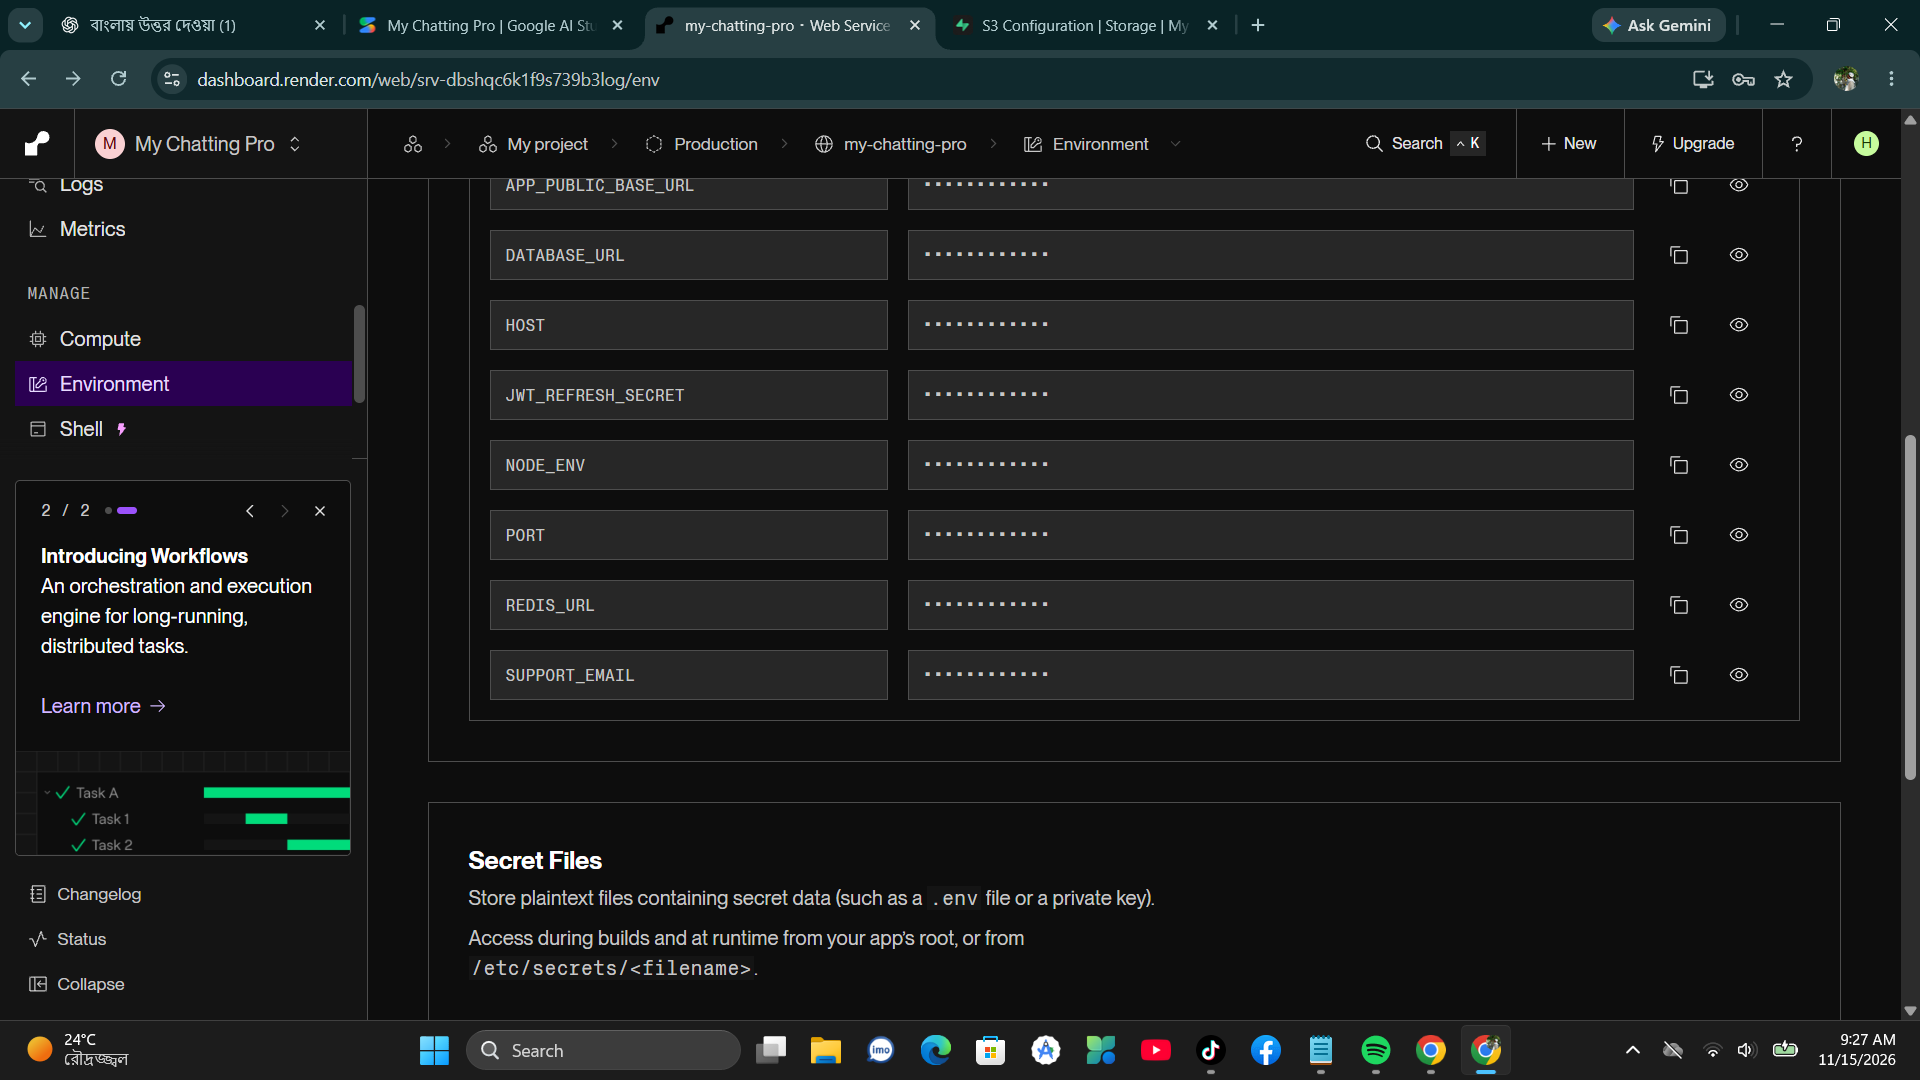 বাংলায় উত্তর দেওয়া (1)
My Chatting Pro | Google AI Stu
my-chatting-pro · Web Service
S3 Configuration | Storage | My
Ask Gemini
dashboard.render.com/web/srv-dbshqc6k1f9s739b3log/env
M My Chatting Pro
My project
Production
my-chatting-pro
Environment
Search ^ K
+ New
Upgrade
?
H
Logs
Metrics
MANAGE
Compute
Environment
Shell
2 / 2
Introducing Workflows
An orchestration and execution
engine for long-running,
distributed tasks.
Learn more →
Task A
Task 1
Task 2
Changelog
Status
Collapse
APP_PUBLIC_BASE_URL
DATABASE_URL
HOST
JWT_REFRESH_SECRET
NODE_ENV
PORT
REDIS_URL
SUPPORT_EMAIL
Secret Files
Store plaintext files containing secret data (such as a .env file or a private key).
Access during builds and at runtime from your app's root, or from
/etc/secrets/<filename>.
24°C
রৌদ্রজ্জ্বল
Search
imo
9:27 AM
11/15/2026